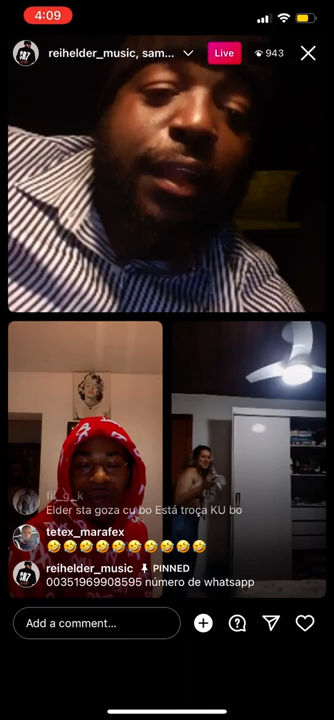 4:09
reihelder_music, sam...
Live
943
fil_g_k
Elder sta goza cu bo Está troça KU bo
tetex_marafex
🤣🤣🤣🤣🤣🤣🤣🤣🤣🤣🤣
reihelder_music PINNED
00351969908595 número de whatsapp
Add a comment...